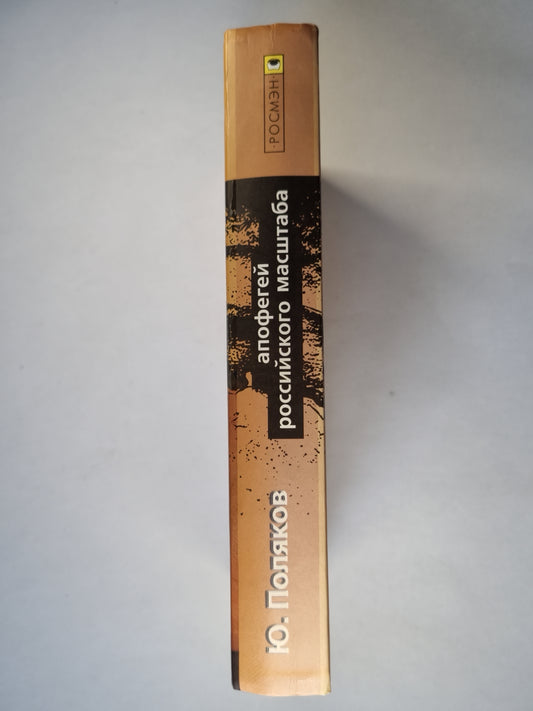 Ю. Поляков
апофегей
российского масштаба
·РОСМЭН·